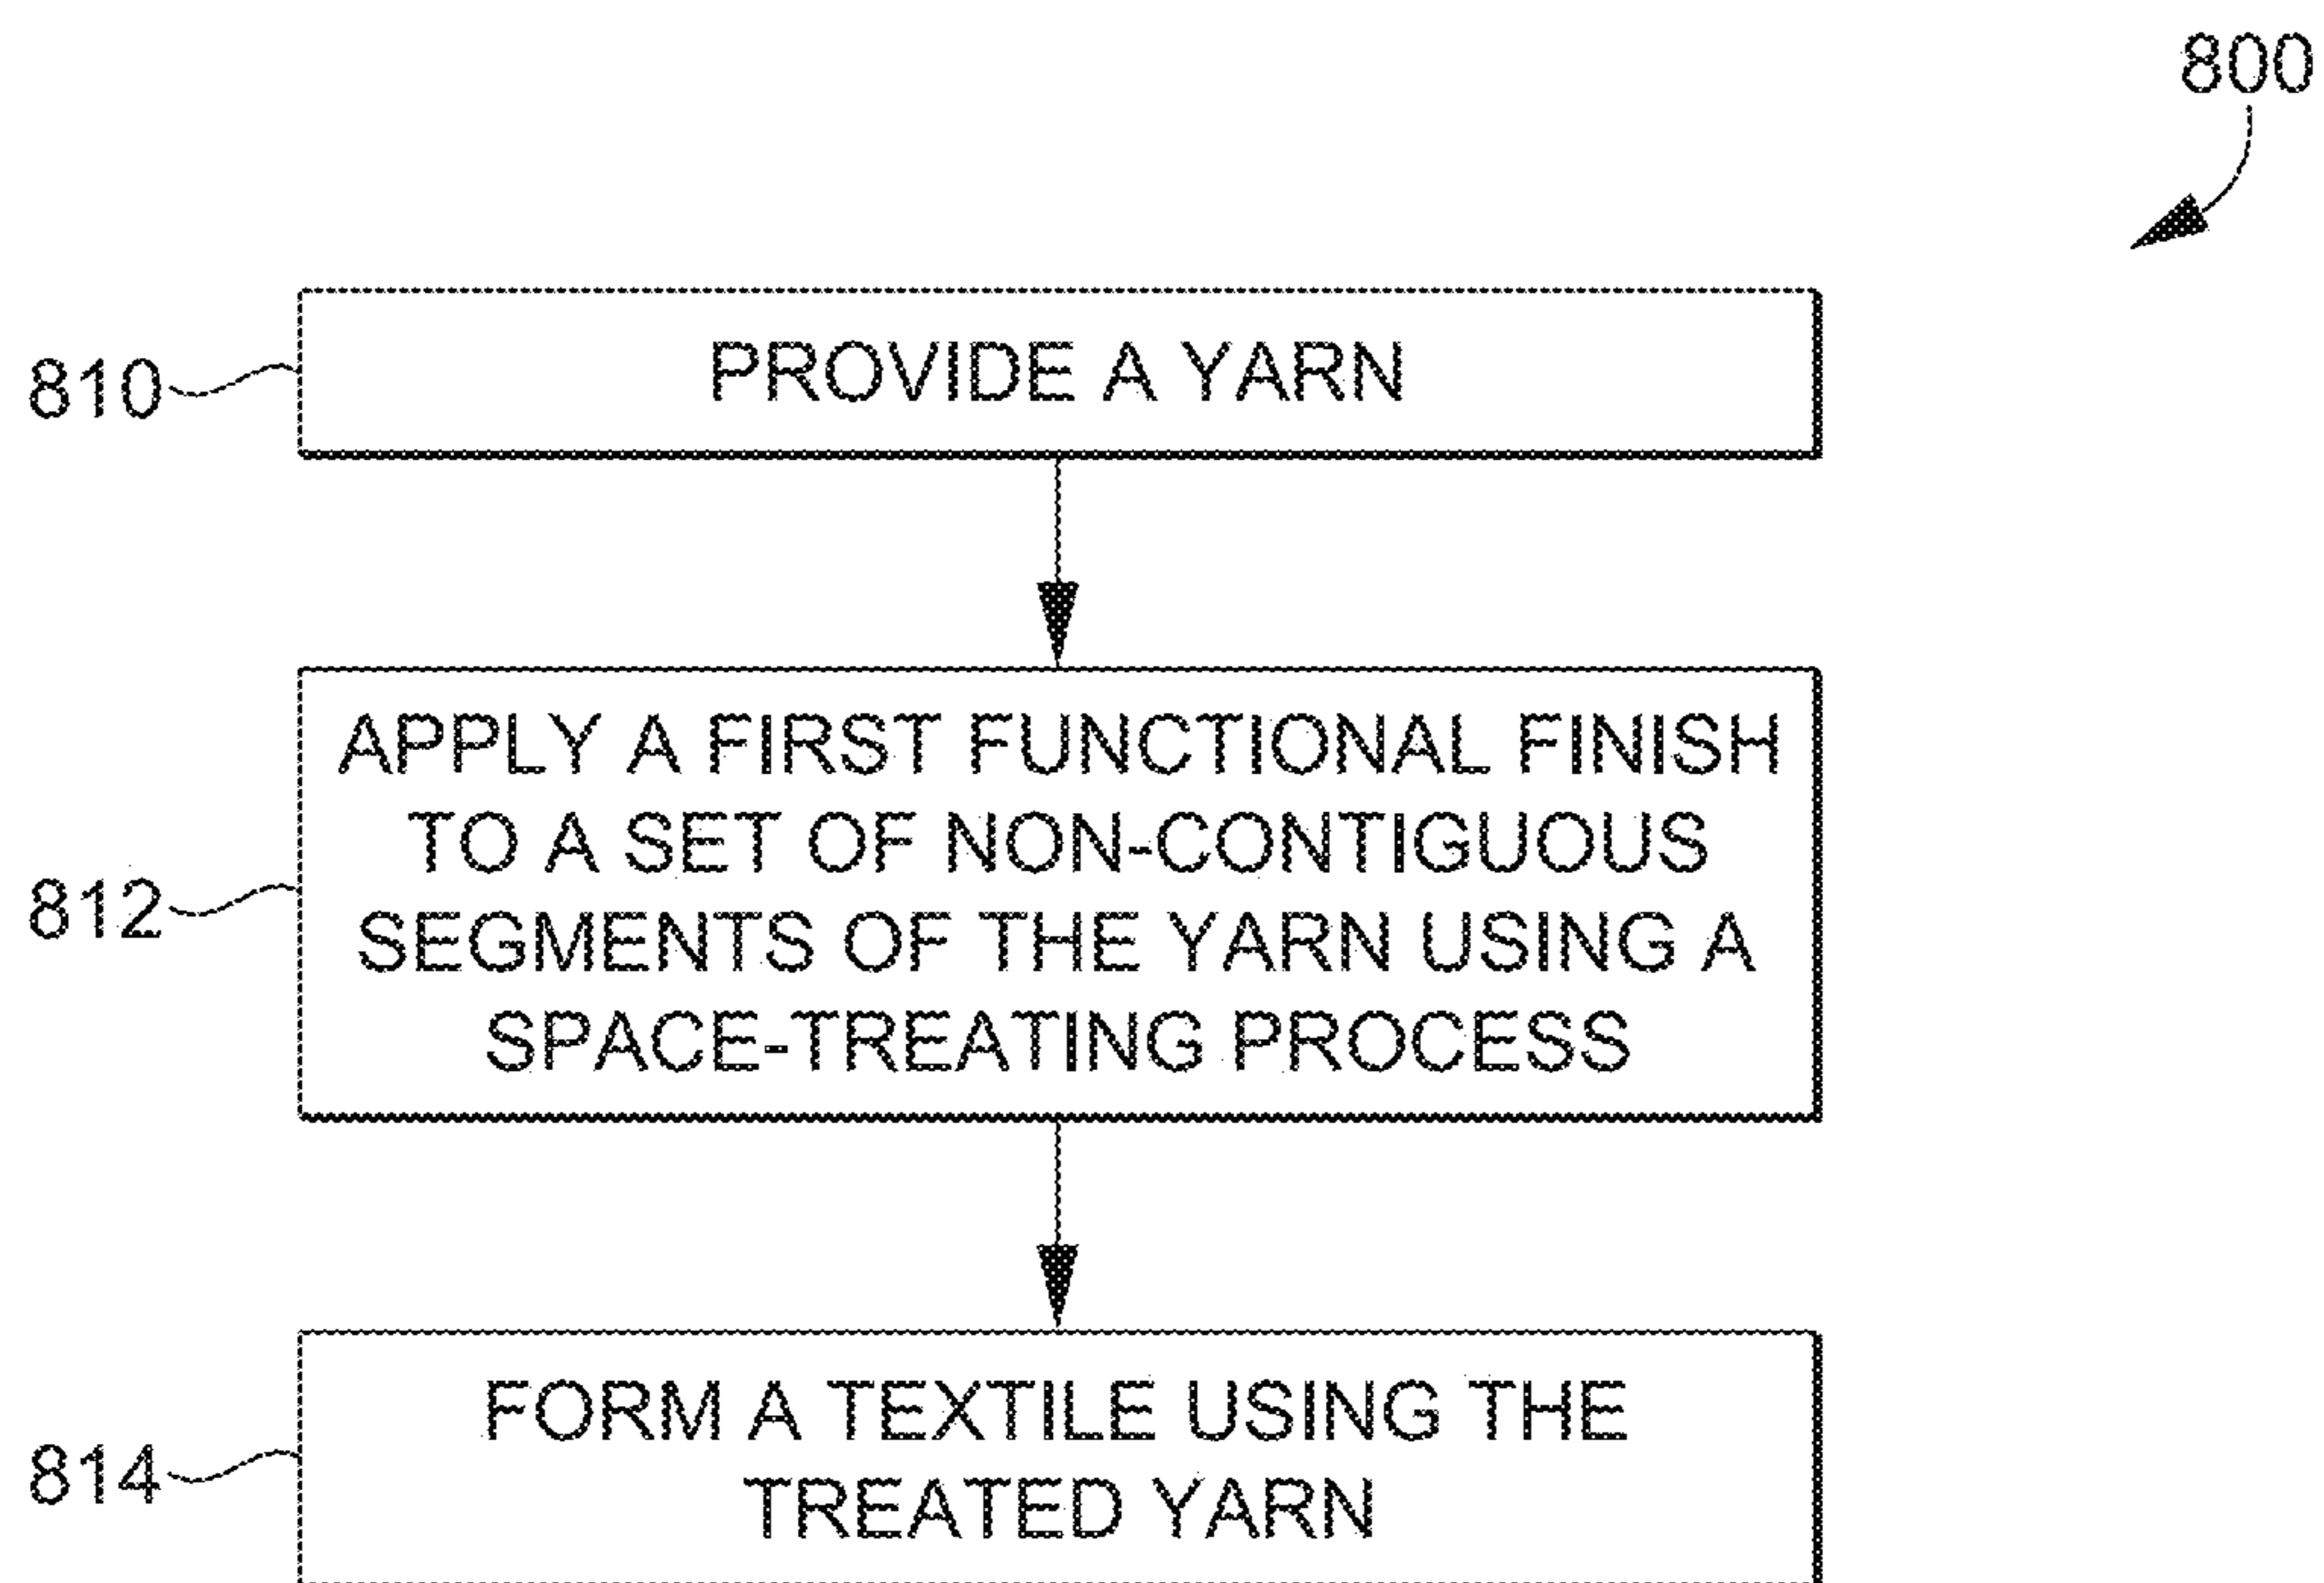 800
810
PROVIDE A YARN
812
APPLY A FIRST FUNCTIONAL FINISH
TO A SET OF NON-CONTIGUOUS
SEGMENTS OF THE YARN USING A
SPACE-TREATING PROCESS
814
FORM A TEXTILE USING THE
TREATED YARN